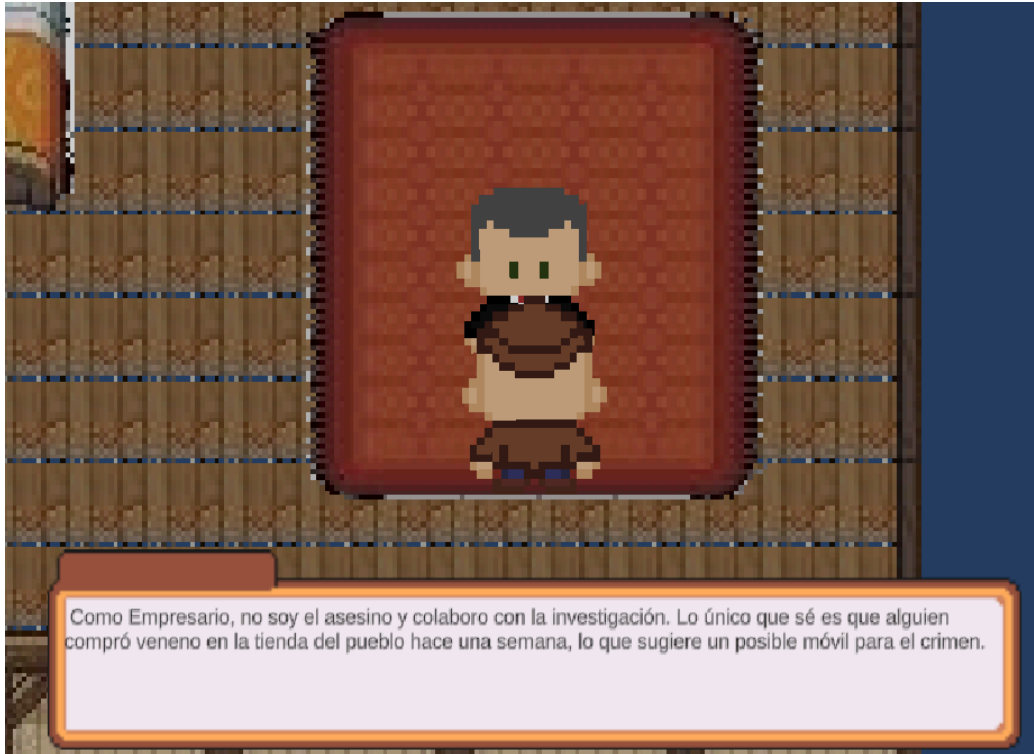 Como Empresario, no soy el asesino y colaboro con la investigación. Lo único que sé es que alguien
compró veneno en la tienda del pueblo hace una semana, lo que sugiere un posible móvil para el crimen.